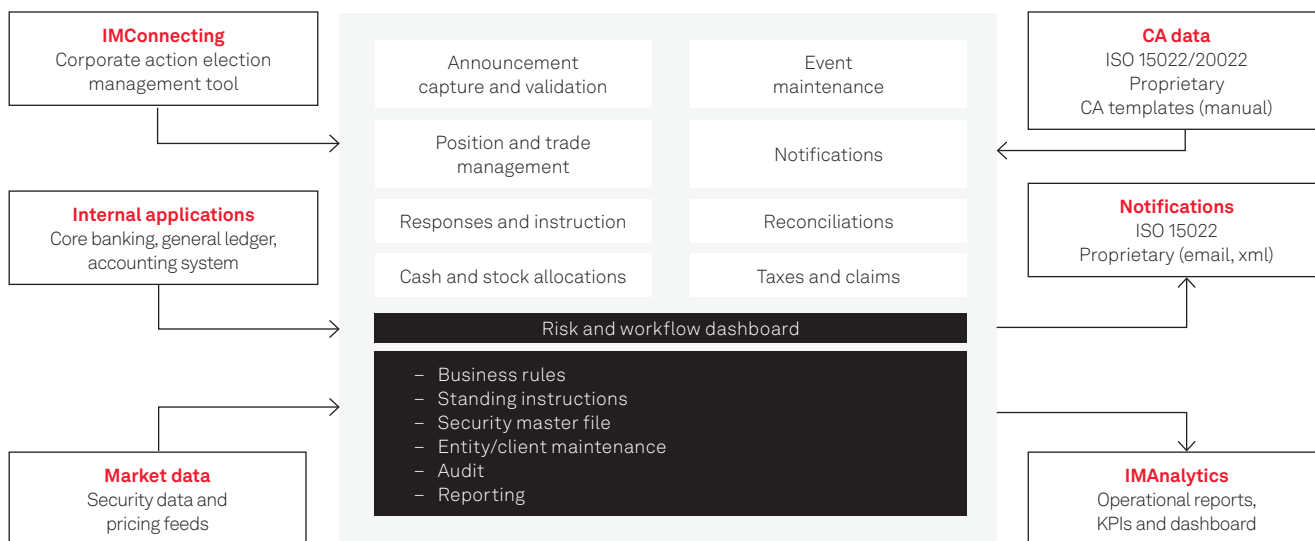 IMConnecting
Corporate action election
management tool
Internal applications
Core banking, general ledger,
accounting system
Market data
Security data and
pricing feeds
Announcement
capture and validation
Event
maintenance
Position and trade
management
Notifications
Responses and instruction
Reconciliations
Cash and stock allocations
Taxes and claims
Risk and workflow dashboard
– Business rules
– Standing instructions
– Security master file
– Entity/client maintenance
– Audit
– Reporting
CA data
ISO 15022/20022
Proprietary
CA templates (manual)
Notifications
ISO 15022
Proprietary (email, xml)
IMAnalytics
Operational reports,
KPIs and dashboard